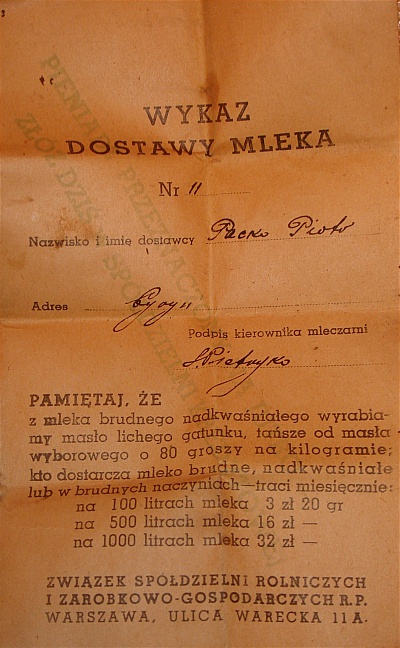 WYKAZ
DOSTAWY MLEKA
Nr 11
Nazwisko i imię dostawcy Packo Piotr
Adres
Podpis kierownika mleczarni
PAMIĘTAJ, ŻE
z mleka brudnego nadkwaśniałego wyrabia-
my masło lichego gatunku, tańsze od masła
wyborowego o 80 groszy na kilogramie;
kto dostarcza mleko brudne, nadkwaśniałe
lub w brudnych naczyniach—traci miesięcznie:
na 100 litrach mleka 3 zł 20 gr
na 500 litrach mleka 16 zł —
na 1000 litrach mleka 32 zł —
ZWIĄZEK SPÓŁDZIELNI ROLNICZYCH
I ZAROBKOWO-GOSPODARCZYCH R.P.
WARSZAWA, ULICA WARECKA 11A.